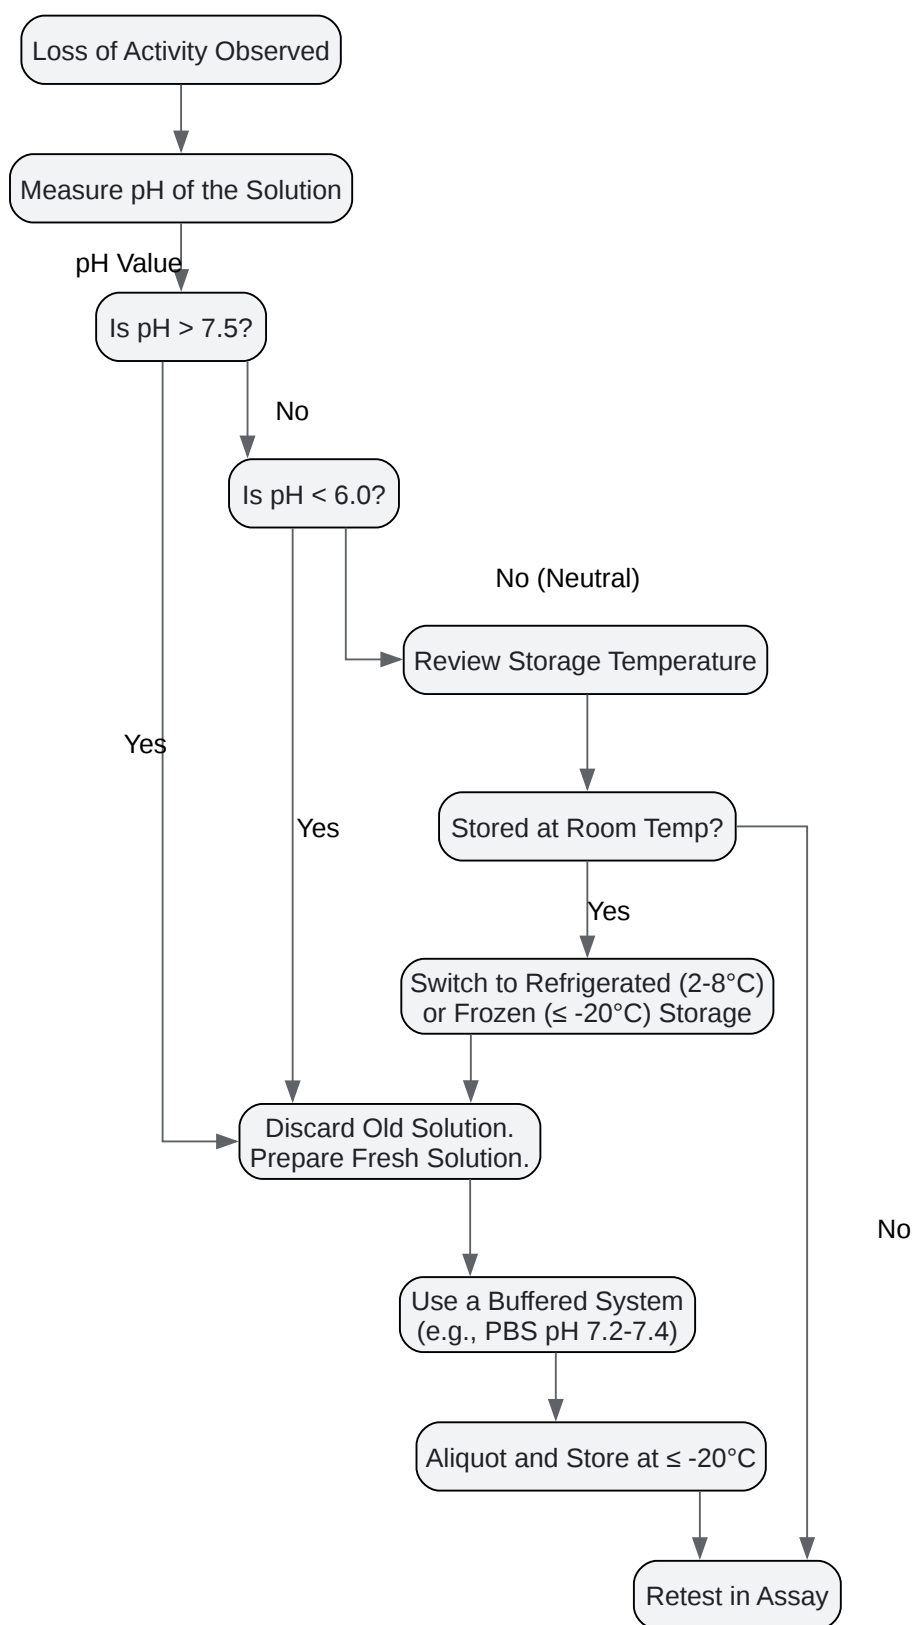 Loss of Activity Observed
Measure pH of the Solution
pH Value
Is pH > 7.5?
No
Is pH < 6.0?
No (Neutral)
Review Storage Temperature
Yes
Stored at Room Temp?
Yes
Yes
Switch to Refrigerated (2-8°C)
or Frozen (≤ -20°C) Storage
Discard Old Solution.
Prepare Fresh Solution.
No
Use a Buffered System
(e.g., PBS pH 7.2-7.4)
Aliquot and Store at ≤ -20°C
Retest in Assay